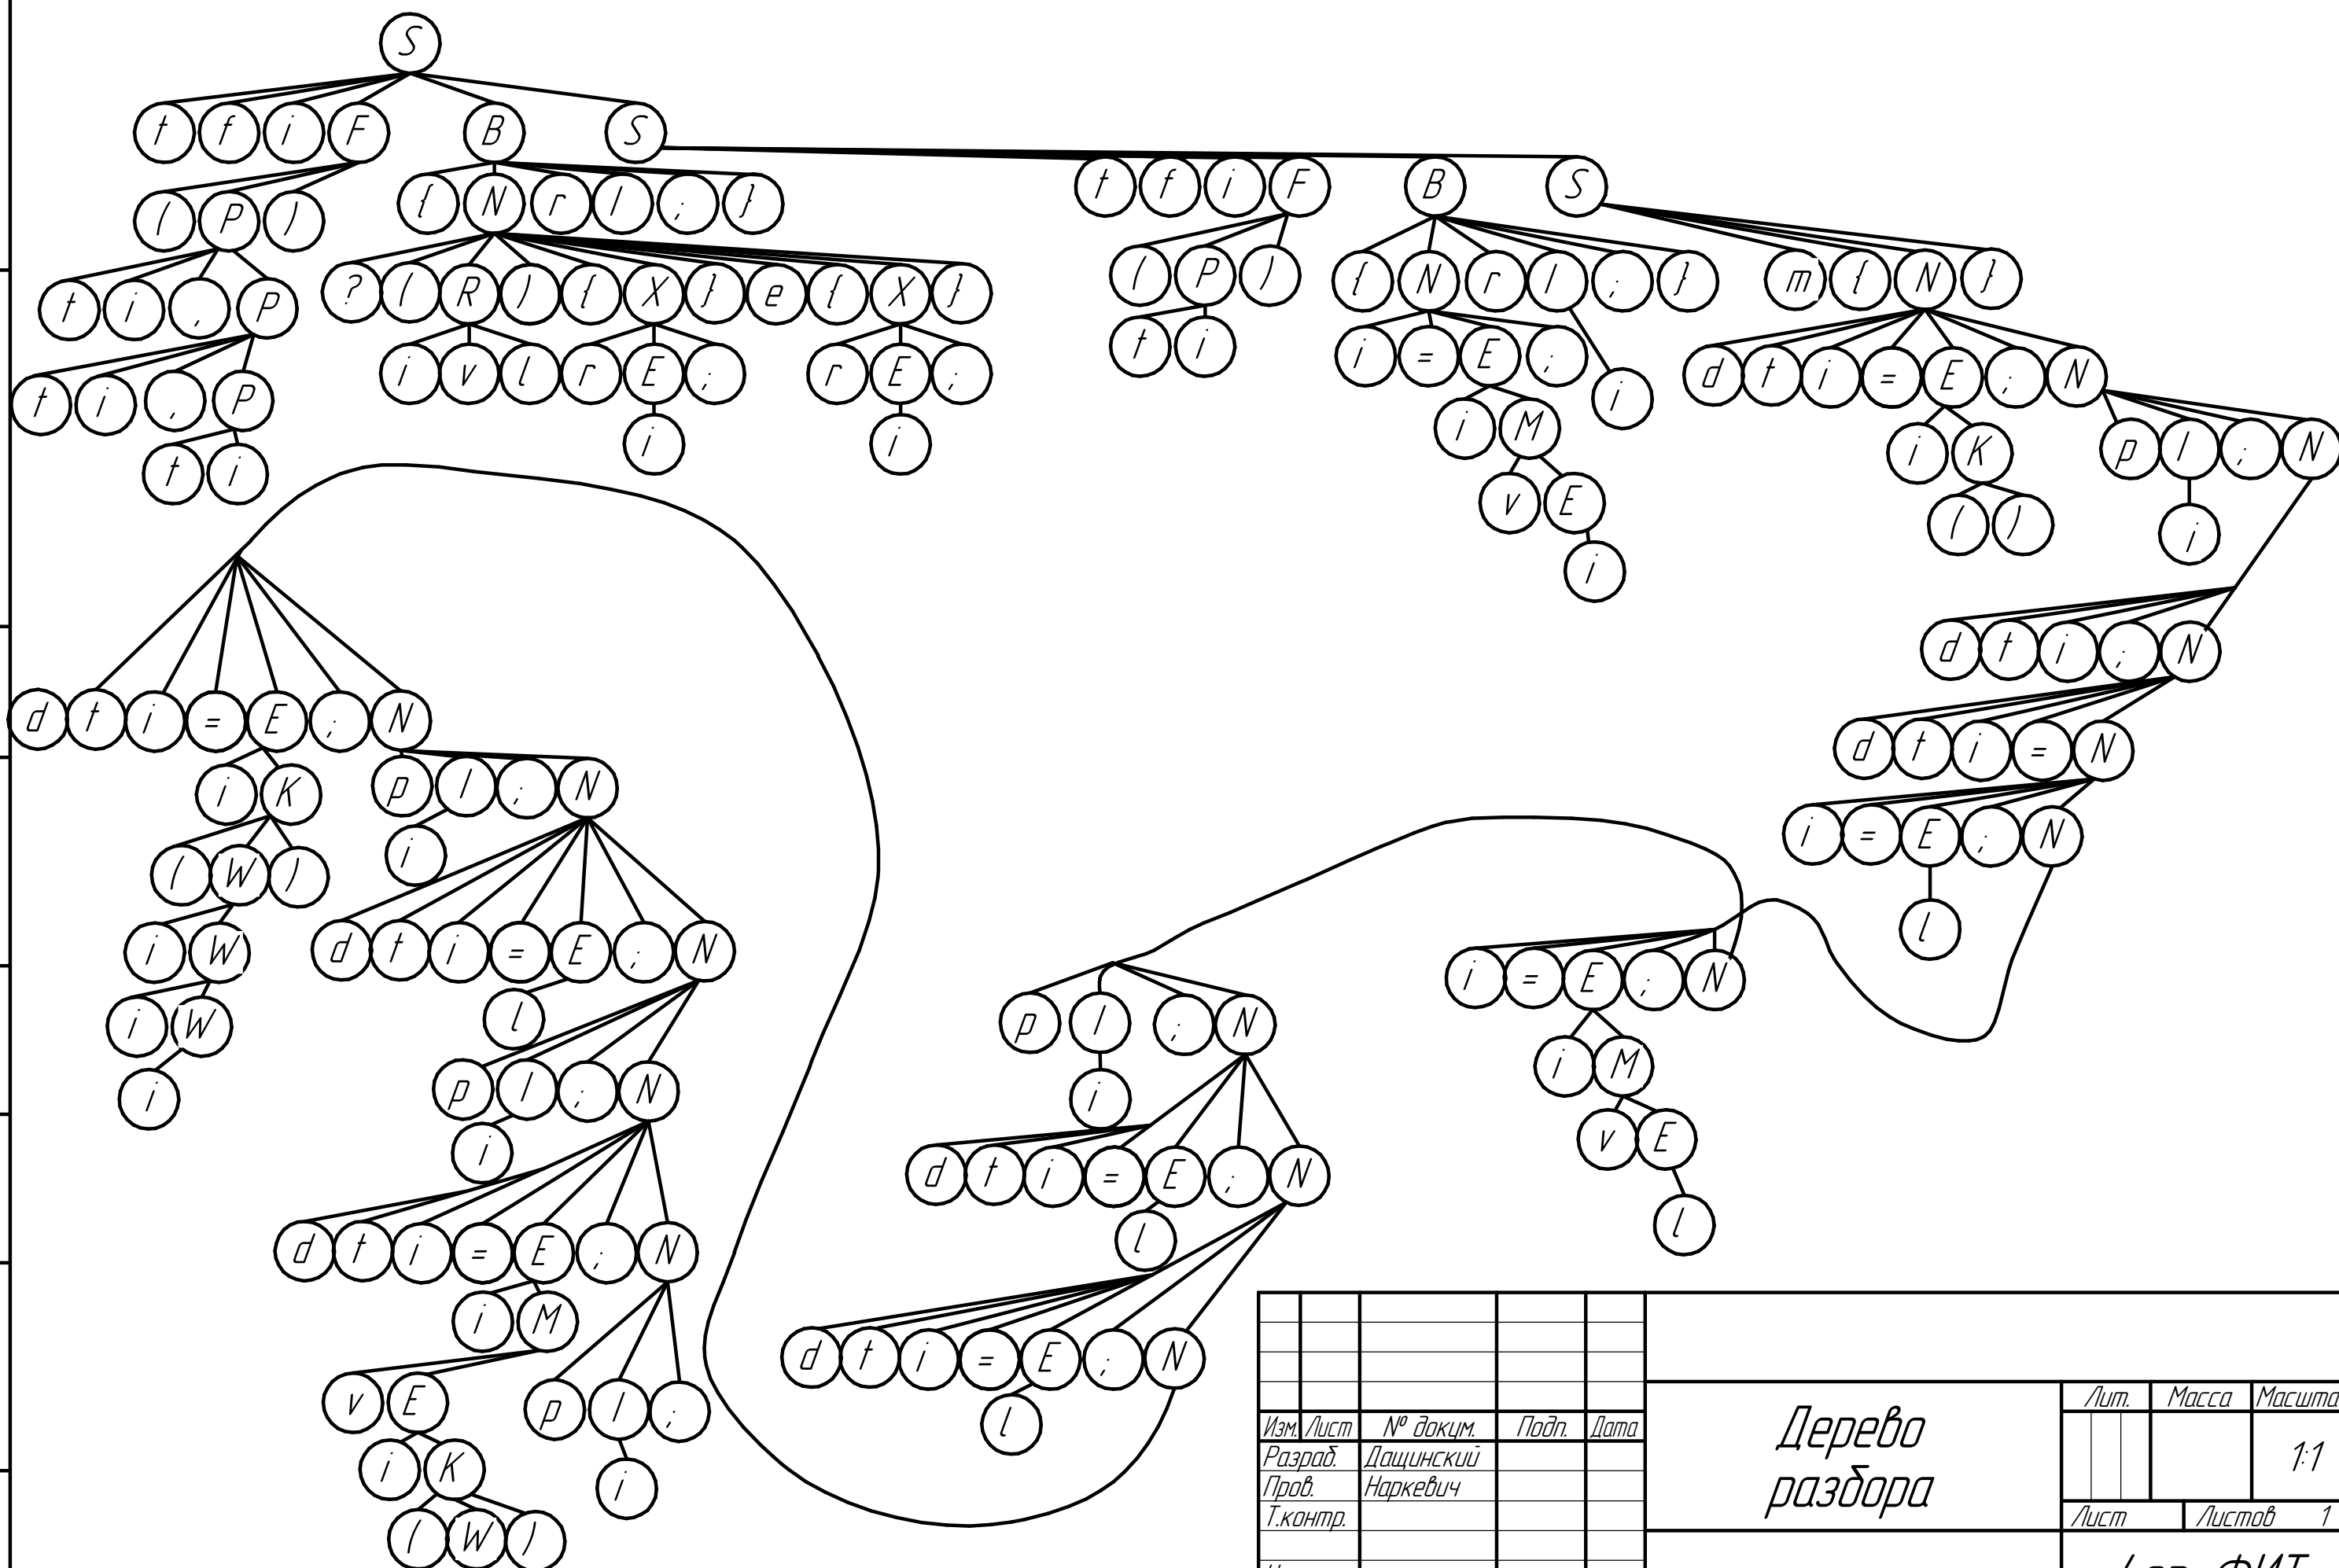 S
t f i F B S
t f i F B S
( P ) { N r I ; }
( P ) { N r I ; } m { N }
t i , P ? ( R ) { X } e { X }
t i i = E ; i d t i = E ; N
t i , P i v l r E ; r E ;
t i i i
i M i K p I ; N
v E ( ) i
i
d t i ; N
d t i = E ; N d t i = N
i K p I ; N i = E ; N
( W ) i l
i W d t i = E ; N
i = E ; N
i W l p I ; N
i M
i p I ; N i
v E
i d t i = E ; N
l l
d t i = E ; N
i M d t i = E ; N
v E p I ; l
i K i
( W )
Изм. Лист № докум. Подп. Дата
Разраб. Дащинский
Пров. Наркевич
Т.контр.
Дерево
разбора
Лит. Масса Масшта
1:1
Лист Листов 1